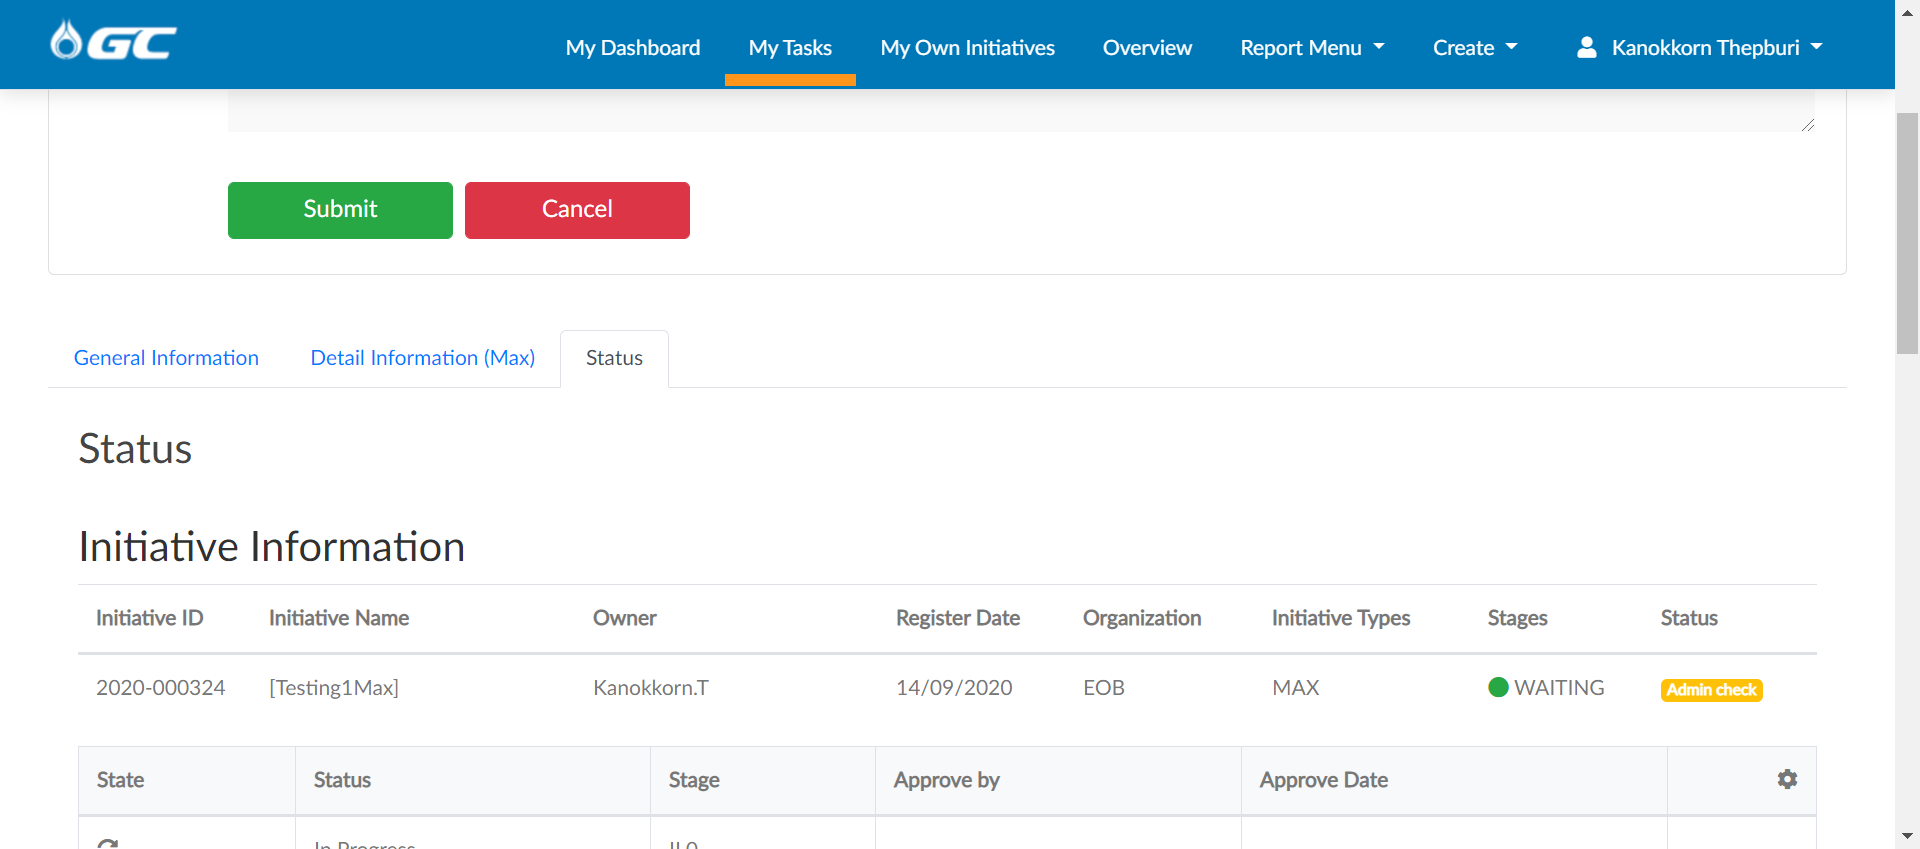 GC
My Dashboard My Tasks My Own Initiatives Overview Report Menu Create Kanokkorn Thepburi
Submit Cancel
General Information Detail Information (Max) Status
Status
Initiative Information
Initiative ID Initiative Name Owner Register Date Organization Initiative Types Stages Status
2020-000324 [Testing1Max] Kanokkorn.T 14/09/2020 EOB MAX WAITING Admin check
State Status Stage Approve by Approve Date
In Progress